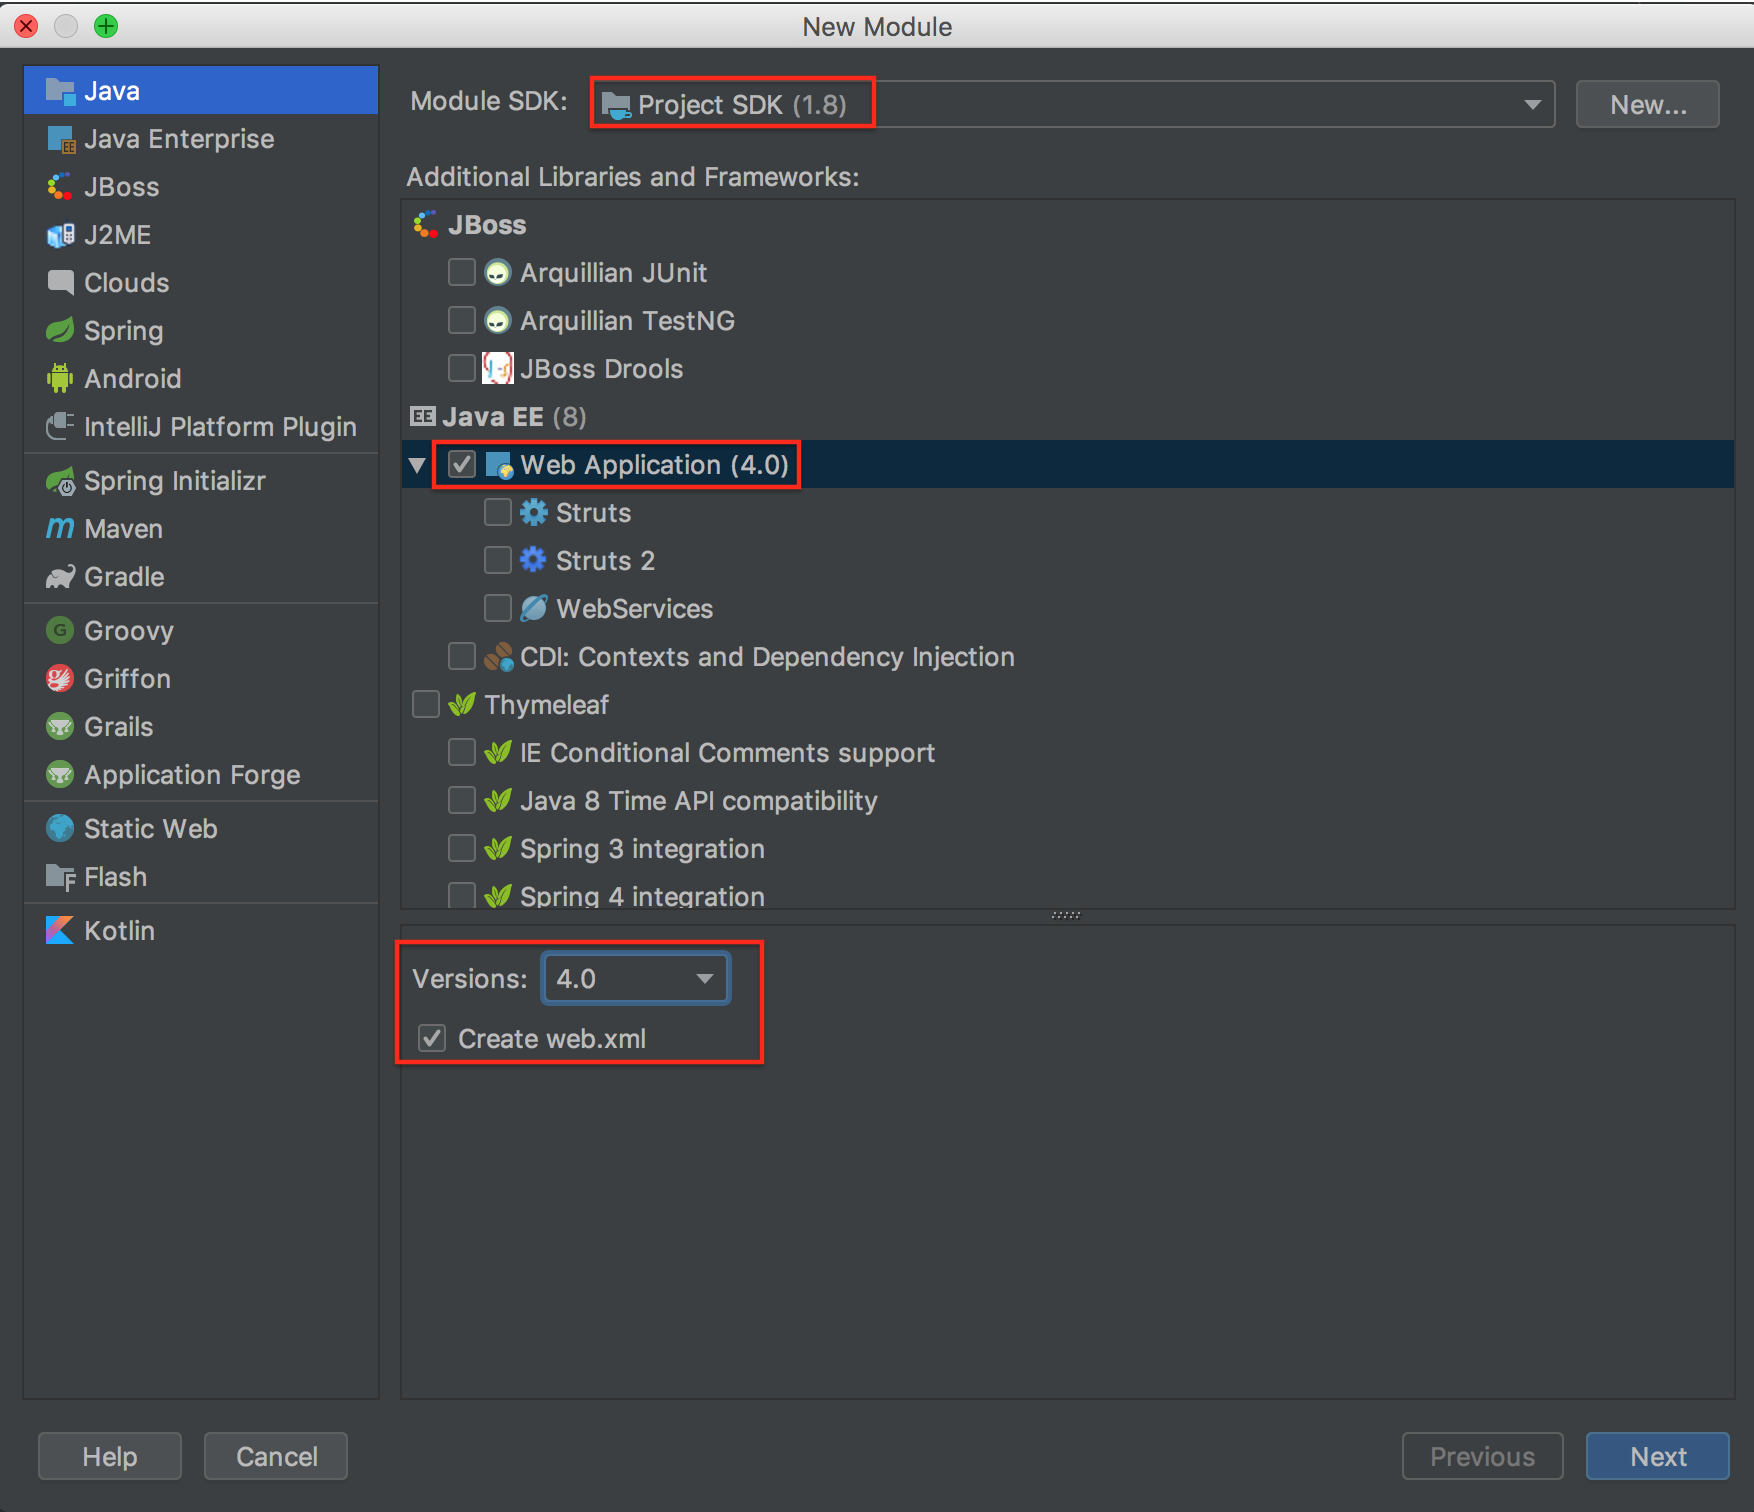 New Module
Java
Java Enterprise
JBoss
J2ME
Clouds
Spring
Android
IntelliJ Platform Plugin
Spring Initializr
Maven
Gradle
Groovy
Griffon
Grails
Application Forge
Static Web
Flash
Kotlin
Module SDK: Project SDK (1.8) New...
Additional Libraries and Frameworks:
JBoss
Arquillian JUnit
Arquillian TestNG
JBoss Drools
Java EE (8)
Web Application (4.0)
Struts
Struts 2
WebServices
CDI: Contexts and Dependency Injection
Thymeleaf
IE Conditional Comments support
Java 8 Time API compatibility
Spring 3 integration
Spring 4 integration
Versions: 4.0
Create web.xml
Help Cancel Previous Next